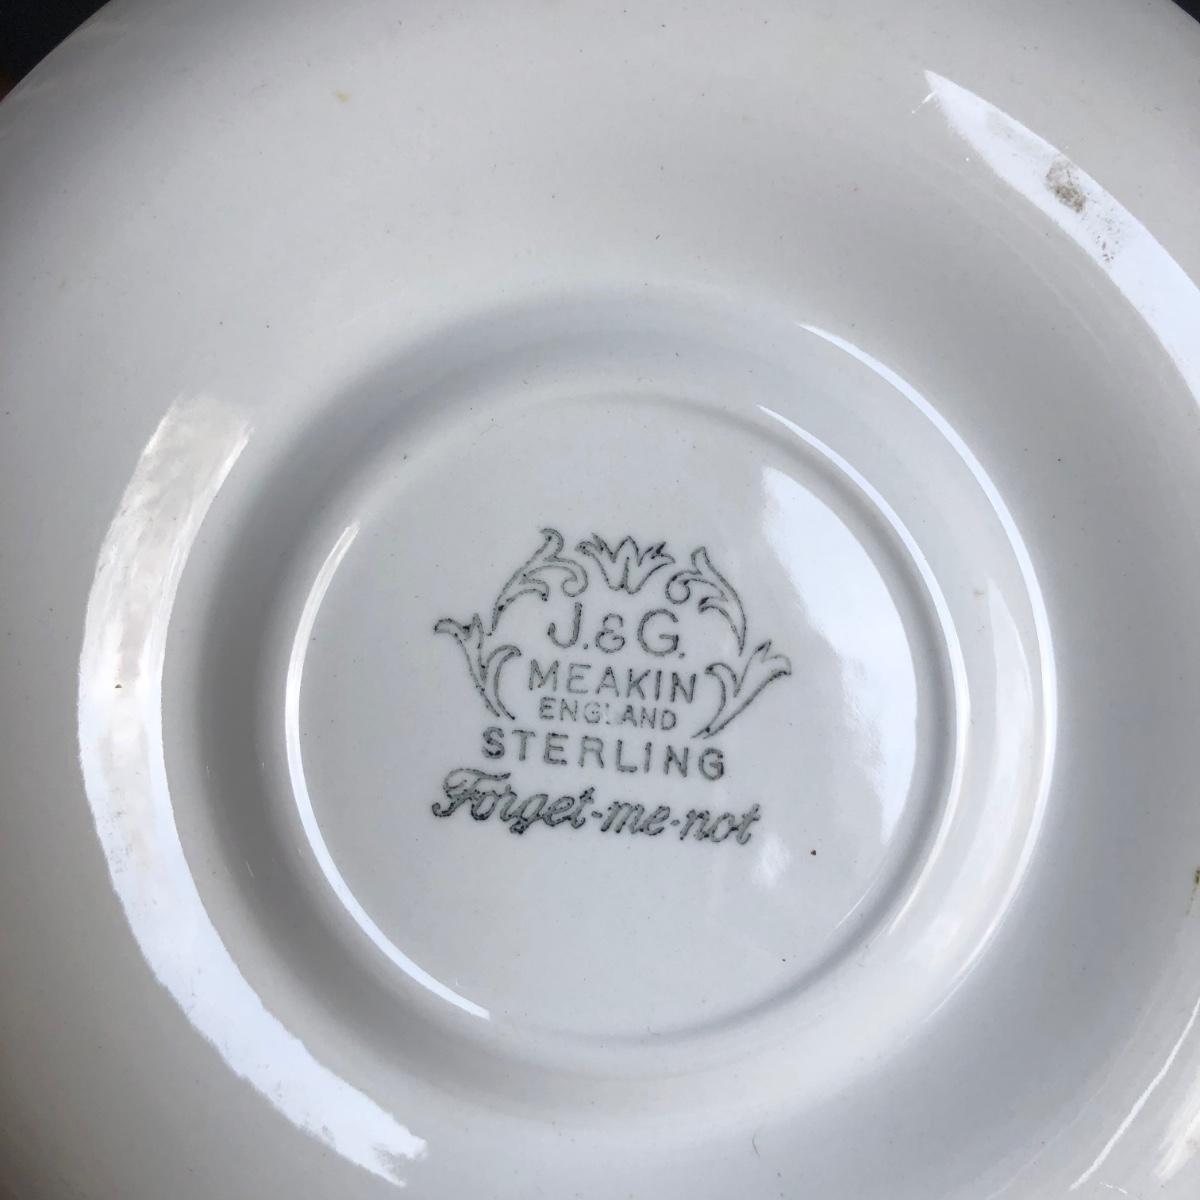 J.&G.
MEAKIN
ENGLAND
STERLING
Forget-me-not